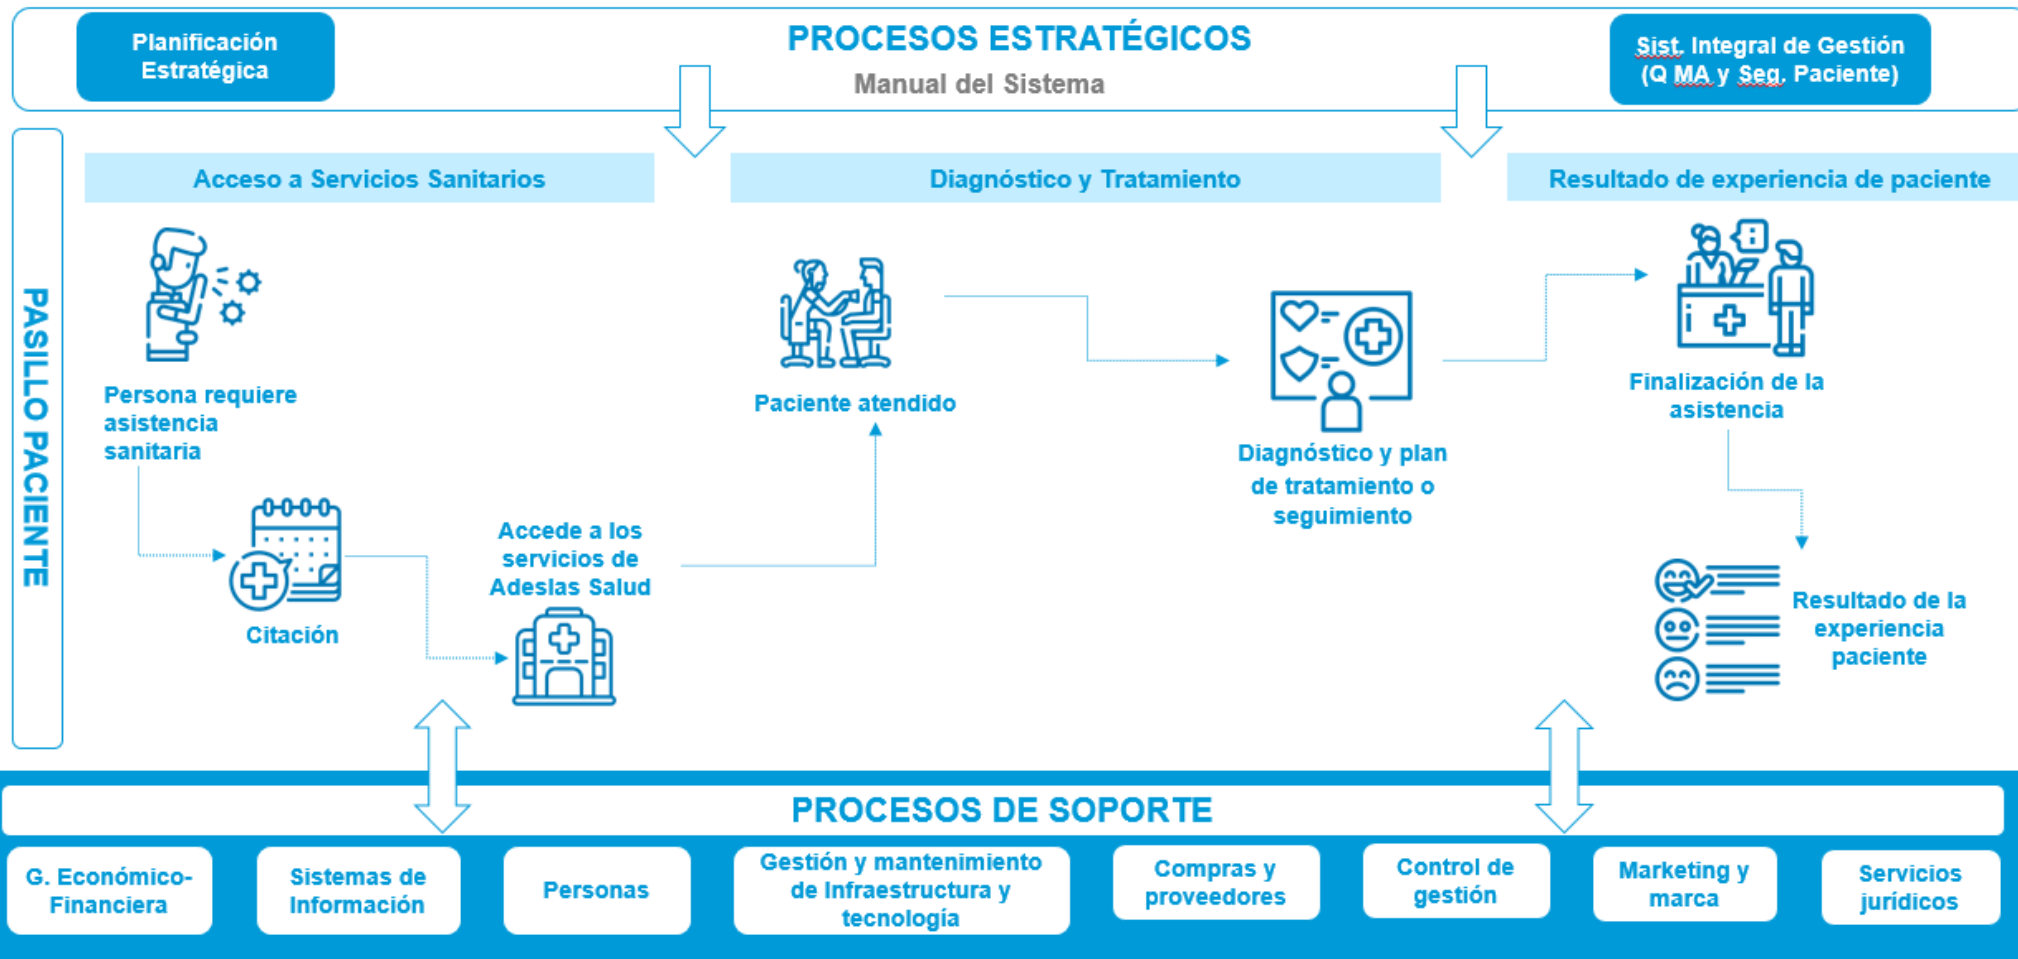 Planificación
Estratégica
PROCESOS ESTRATÉGICOS
Manual del Sistema
Sist. Integral de Gestión
(Q MA y Seg. Paciente)
PASILLO PACIENTE
Acceso a Servicios Sanitarios
Diagnóstico y Tratamiento
Resultado de experiencia de paciente
Persona requiere
asistencia
sanitaria
Citación
Accede a los
servicios de
Adeslas Salud
Paciente atendido
Diagnóstico y plan
de tratamiento o
seguimiento
Finalización de la
asistencia
Resultado de la
experiencia
paciente
PROCESOS DE SOPORTE
G. Económico-
Financiera
Sistemas de
Información
Personas
Gestión y mantenimiento
de Infraestructura y
tecnología
Compras y
proveedores
Control de
gestión
Marketing y
marca
Servicios
jurídicos